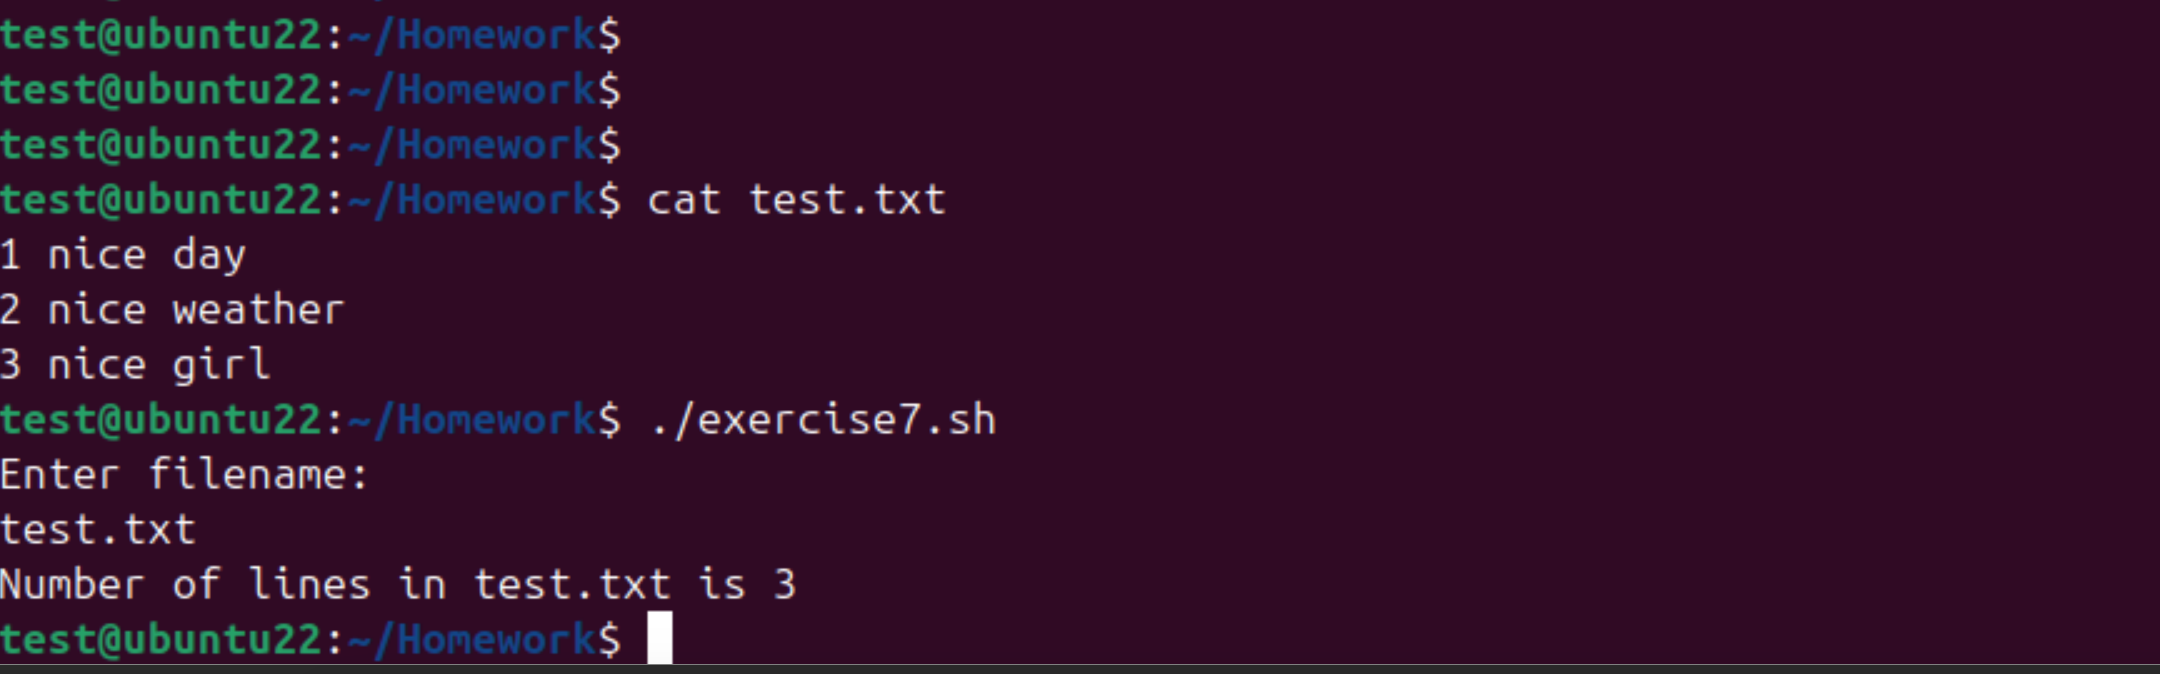 test@ubuntu22:~/Homework$
test@ubuntu22:~/Homework$
test@ubuntu22:~/Homework$
test@ubuntu22:~/Homework$ cat test.txt
1 nice day
2 nice weather
3 nice girl
test@ubuntu22:~/Homework$ ./exercise7.sh
Enter filename:
test.txt
Number of lines in test.txt is 3
test@ubuntu22:~/Homework$